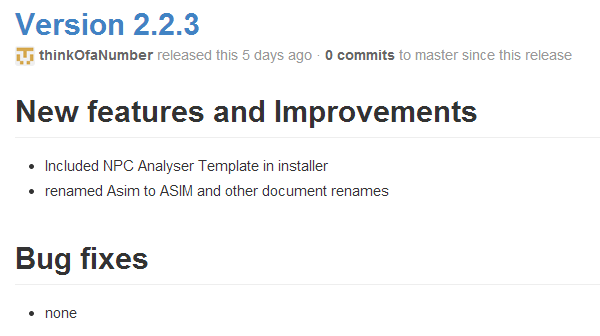 Version 2.2.3
thinkOfaNumber released this 5 days ago · 0 commits to master since this release
New features and Improvements
• Included NPC Analyser Template in installer
• renamed Asim to ASIM and other document renames
Bug fixes
• none